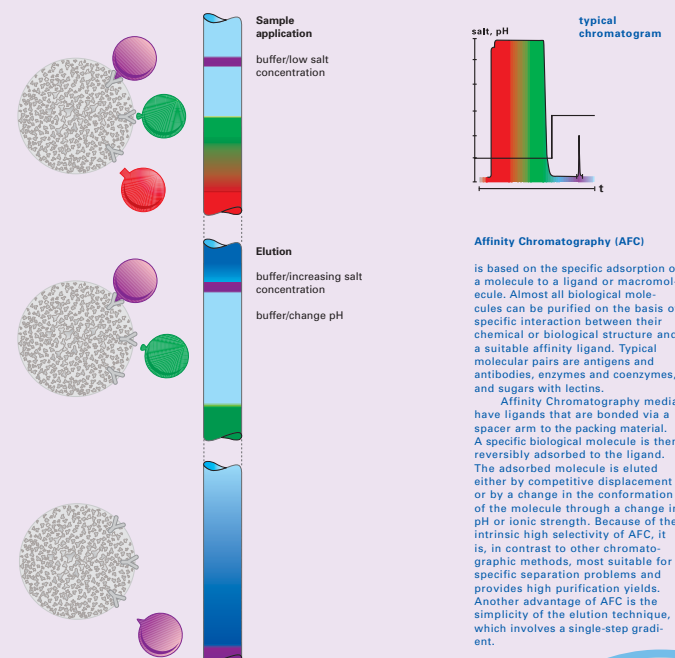 Sample
application
buffer/low salt
concentration
Elution
buffer/increasing salt
concentration
buffer/change pH
typical
chromatogram
salt, pH
t
Affinity Chromatography (AFC)
is based on the specific adsorption o
a molecule to a ligand or macromol-
ecule. Almost all biological mole-
cules can be purified on the basis o
specific interaction between their
chemical or biological structure and
a suitable affinity ligand. Typical
molecular pairs are antigens and
antibodies, enzymes and coenzymes,
and sugars with lectins.
Affinity Chromatography media
have ligands that are bonded via a
spacer arm to the packing material.
A specific biological molecule is then
reversibly adsorbed to the ligand.
The adsorbed molecule is eluted
either by competitive displacement
or by a change in the conformation
of the molecule through a change in
pH or ionic strength. Because of the
intrinsic high selectivity of AFC, it
is, in contrast to other chromato-
graphic methods, most suitable for
specific separation problems and
provides high purification yields.
Another advantage of AFC is the
simplicity of the elution technique,
which involves a single-step gradi-
ent.